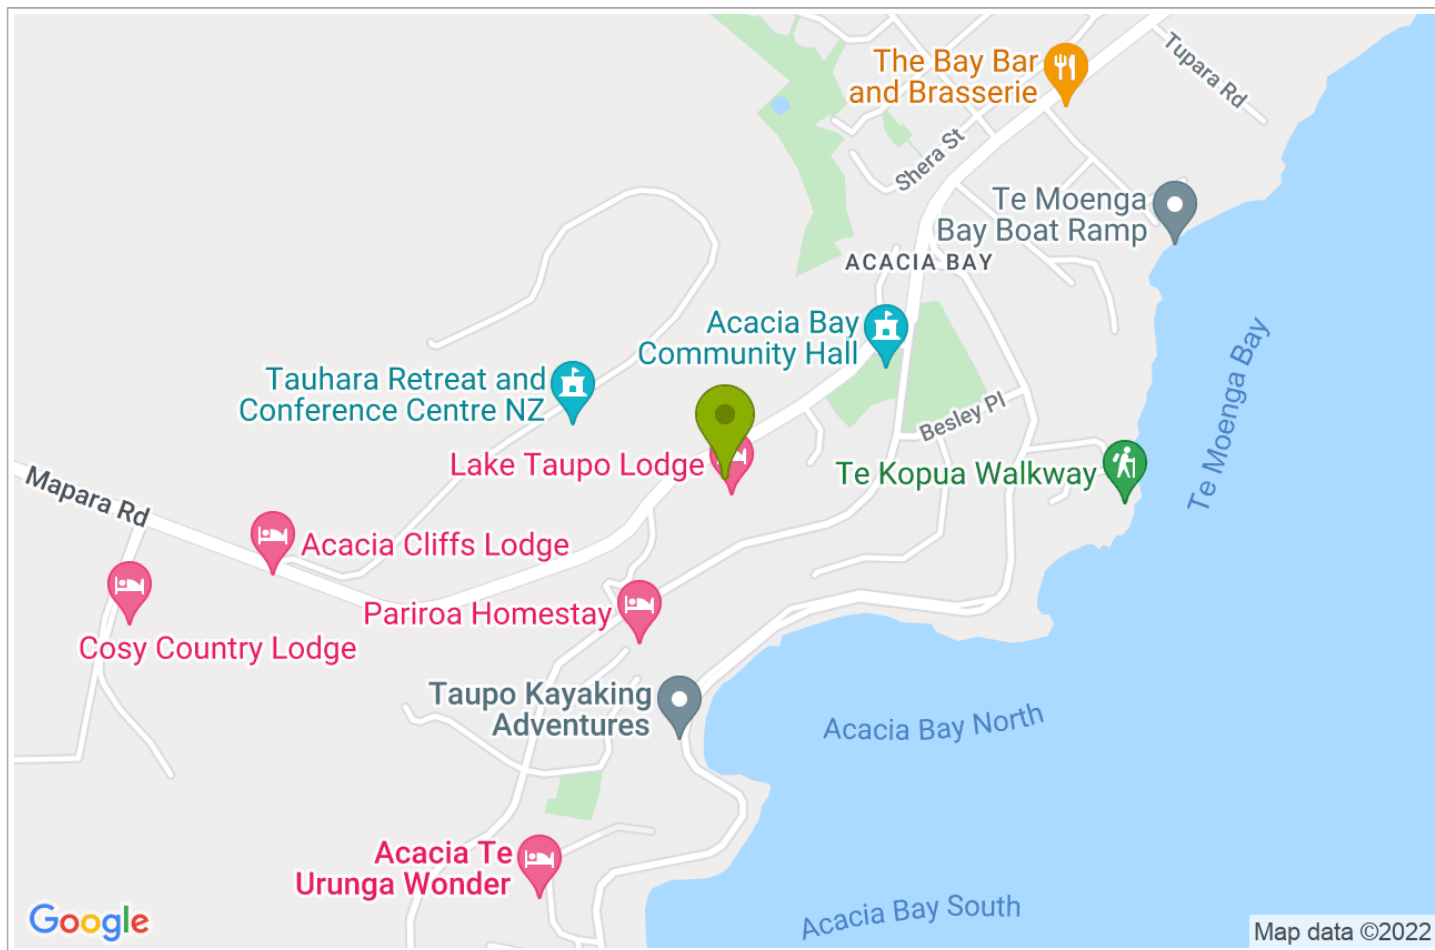 The Bay Bar
and Brasserie
Tupara Rd
Shera St
Te Moenga
Bay Boat Ramp
ACACIA BAY
Acacia Bay
Community Hall
Te Moenga Bay
Tauhara Retreat and
Conference Centre NZ
Besley Pl
Lake Taupo Lodge
Te Kopua Walkway
Mapara Rd
Acacia Cliffs Lodge
Pariroa Homestay
Cosy Country Lodge
Taupo Kayaking
Adventures
Acacia Bay North
Acacia Te
Urunga Wonder
Acacia Bay South
Google
Map data ©2022